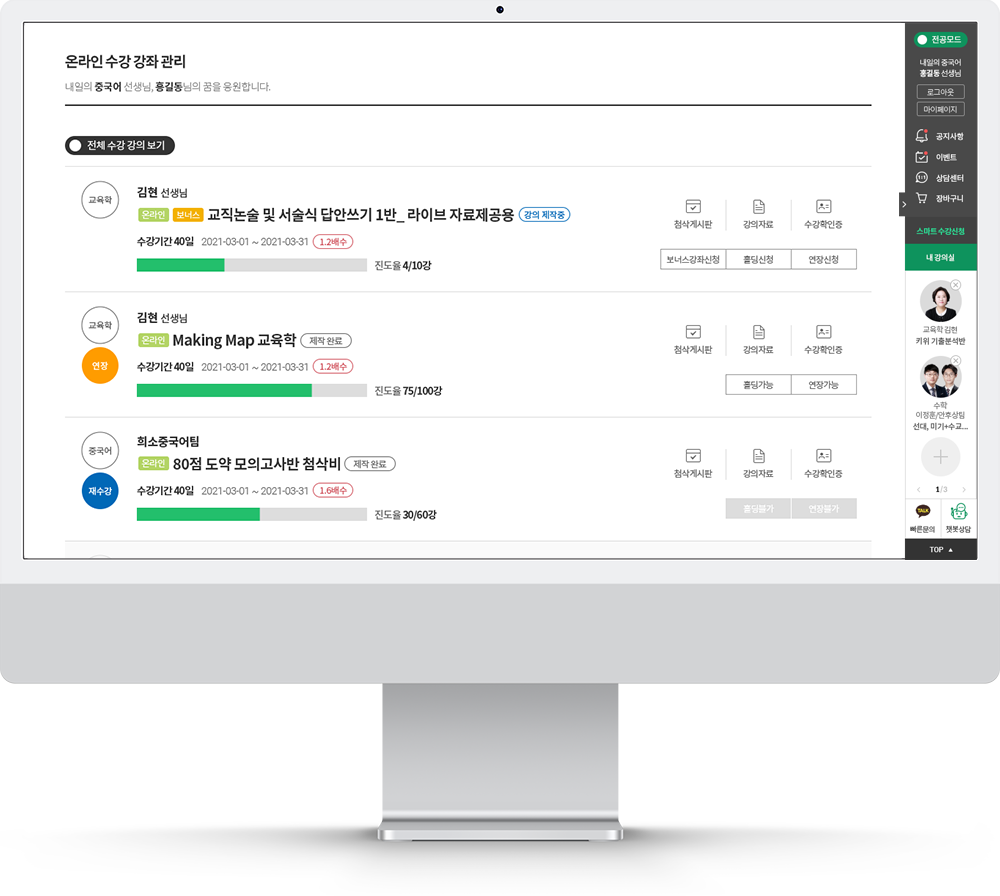 온라인 수강 강좌 관리
내일의 중국어 선생님, 홍길동님의 꿈을 응원합니다.
전체 수강 강의 보기
교육학
김현 선생님
온라인 보너스 교직논술 및 서술식 답안쓰기 1반_ 라이브 자료제공용 강의 제작중
수강기간 40일 2021-03-01 ~ 2021-03-31 1.2배수
진도율 4/10강
첨삭게시판 강의자료 수강확인증
보너스강좌신청 홀딩신청 연장신청
교육학
연장
김현 선생님
온라인 Making Map 교육학 제작 완료
수강기간 40일 2021-03-01 ~ 2021-03-31 1.2배수
진도율 75/100강
첨삭게시판 강의자료 수강확인증
홀딩가능 연장가능
중국어
재수강
희소중국어팀
온라인 80점 도약 모의고사반 첨삭비 제작 완료
수강기간 40일 2021-03-01 ~ 2021-03-31 1.6배수
진도율 30/60강
첨삭게시판 강의자료 수강확인증
홀딩불가 연장불가
전공모드
내일의 중국어
홍길동 선생님
로그아웃
마이페이지
공지사항
이벤트
상담센터
장바구니
스마트 수강신청
내 강의실
교육학 김현
키위 기출분석반
수학
이정훈/안후상팀
선대, 미기+수교...
1/3
TALK
빠른문의 챗봇상담
TOP ▲